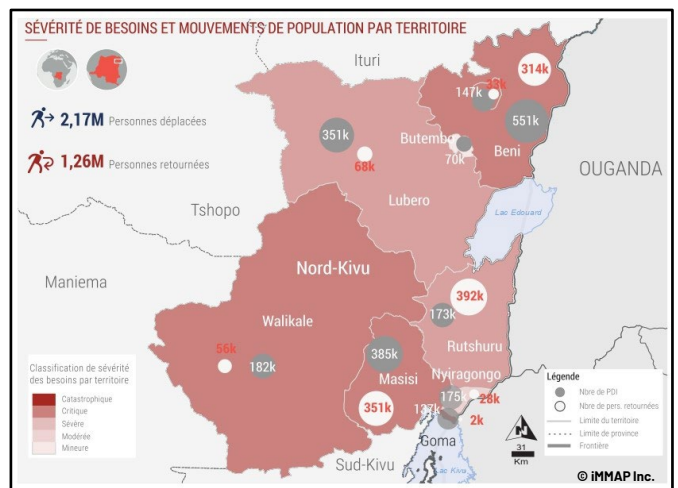 SÉVÉRITÉ DE BESOINS ET MOUVEMENTS DE POPULATION PAR TERRITOIRE
Ituri
314k
33k
147k
2,17M Personnes déplacées
351k
551k
Butembo
70k
Beni
1,26M Personnes retournées
68k
OUGANDA
Lubero
Tshopo
Lac Edouard
Nord-Kivu
Maniema
392k
173k
Walikale
Rutshuru
56k
182k
385k
Masisi
Nyiragongo
175k
28k
351k
137k
2k
Goma
Sud-Kivu
Lac Kivu
Classification de sévérité
des besoins par territoire
Catastrophique
Critique
Sévère
Modérée
Mineure
Légende
Nbre de PDI
Nbre de pers. retournées
Limite du territoire
Limite de province
Frontière
N
31
Km
© iMMAP Inc.